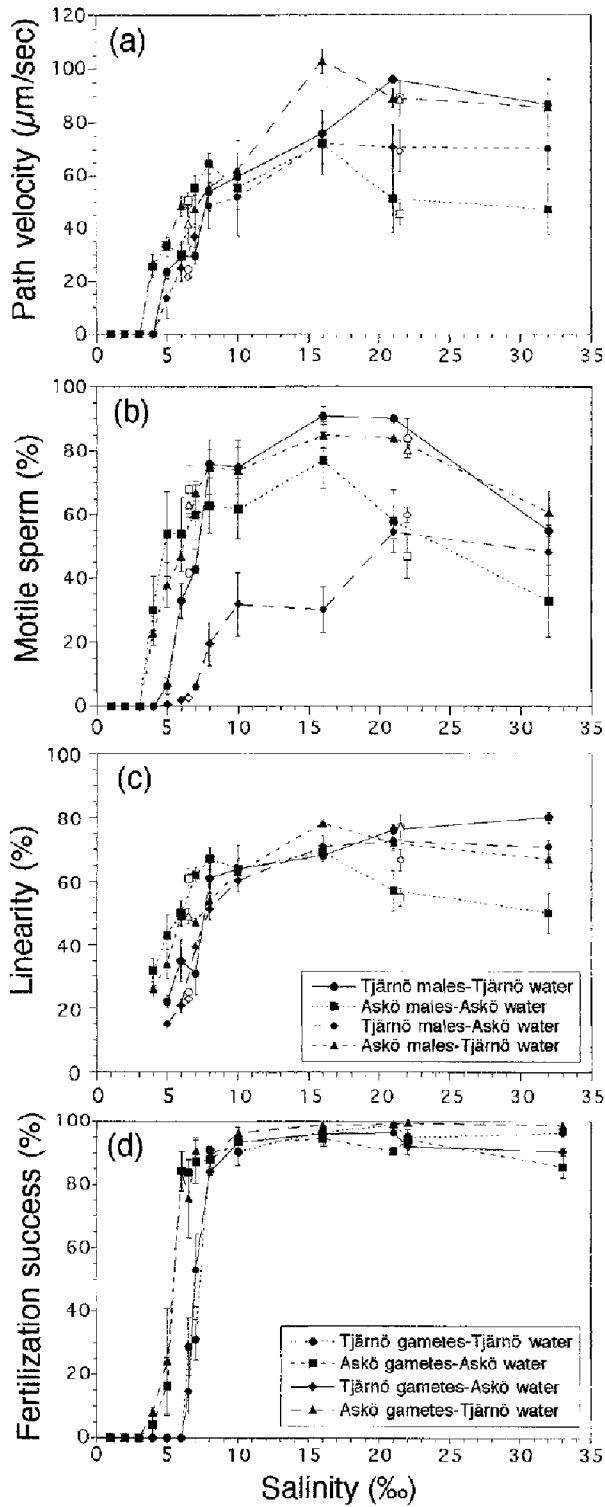 (a)
Path velocity (µm/sec)
120
100
80
60
40
20
0
0 5 10 15 20 25 30 35
(b)
Motile sperm (%)
100
80
60
40
20
0
0 5 10 15 20 25 30 35
(c)
Linearity (%)
100
80
60
40
20
0
Tjärnö males-Tjärnö water
Askö males-Askö water
Tjärnö males-Askö water
Askö males-Tjärnö water
0 5 10 15 20 25 30 35
(d)
Fertilization success (%)
100
80
60
40
20
0
Tjärnö gametes-Tjärnö water
Askö gametes-Askö water
Tjärnö gametes-Askö water
Askö gametes-Tjärnö water
0 5 10 15 20 25 30 35
Salinity (‰)